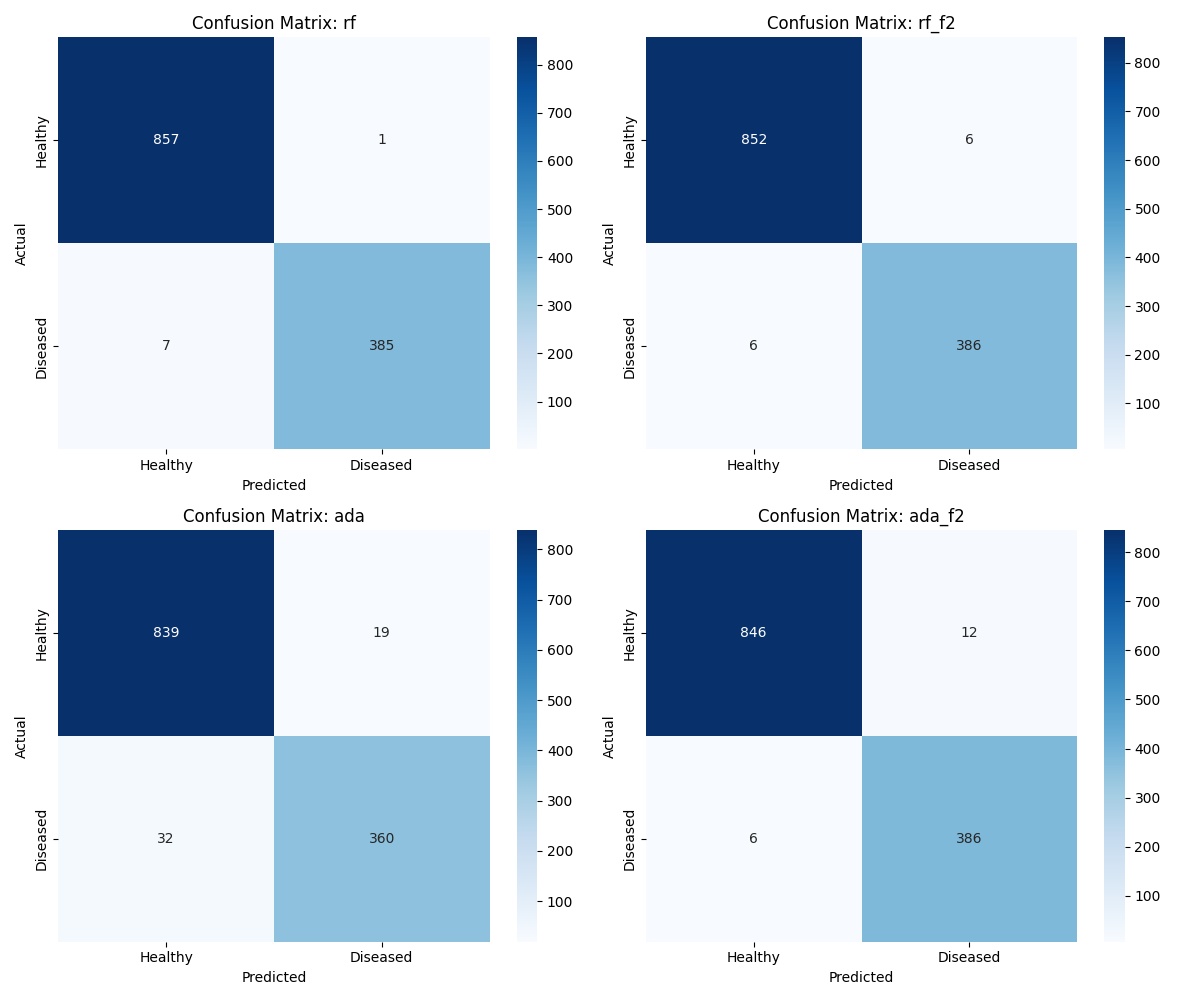 Confusion Matrix: rf
Healthy
Diseased
Actual
857
1
7
385
Healthy
Diseased
Predicted
800
700
600
500
400
300
200
100
Confusion Matrix: rf_f2
Healthy
Diseased
Actual
852
6
6
386
Healthy
Diseased
Predicted
800
700
600
500
400
300
200
100
Confusion Matrix: ada
Healthy
Diseased
Actual
839
19
32
360
Healthy
Diseased
Predicted
800
700
600
500
400
300
200
100
Confusion Matrix: ada_f2
Healthy
Diseased
Actual
846
12
6
386
Healthy
Diseased
Predicted
800
700
600
500
400
300
200
100